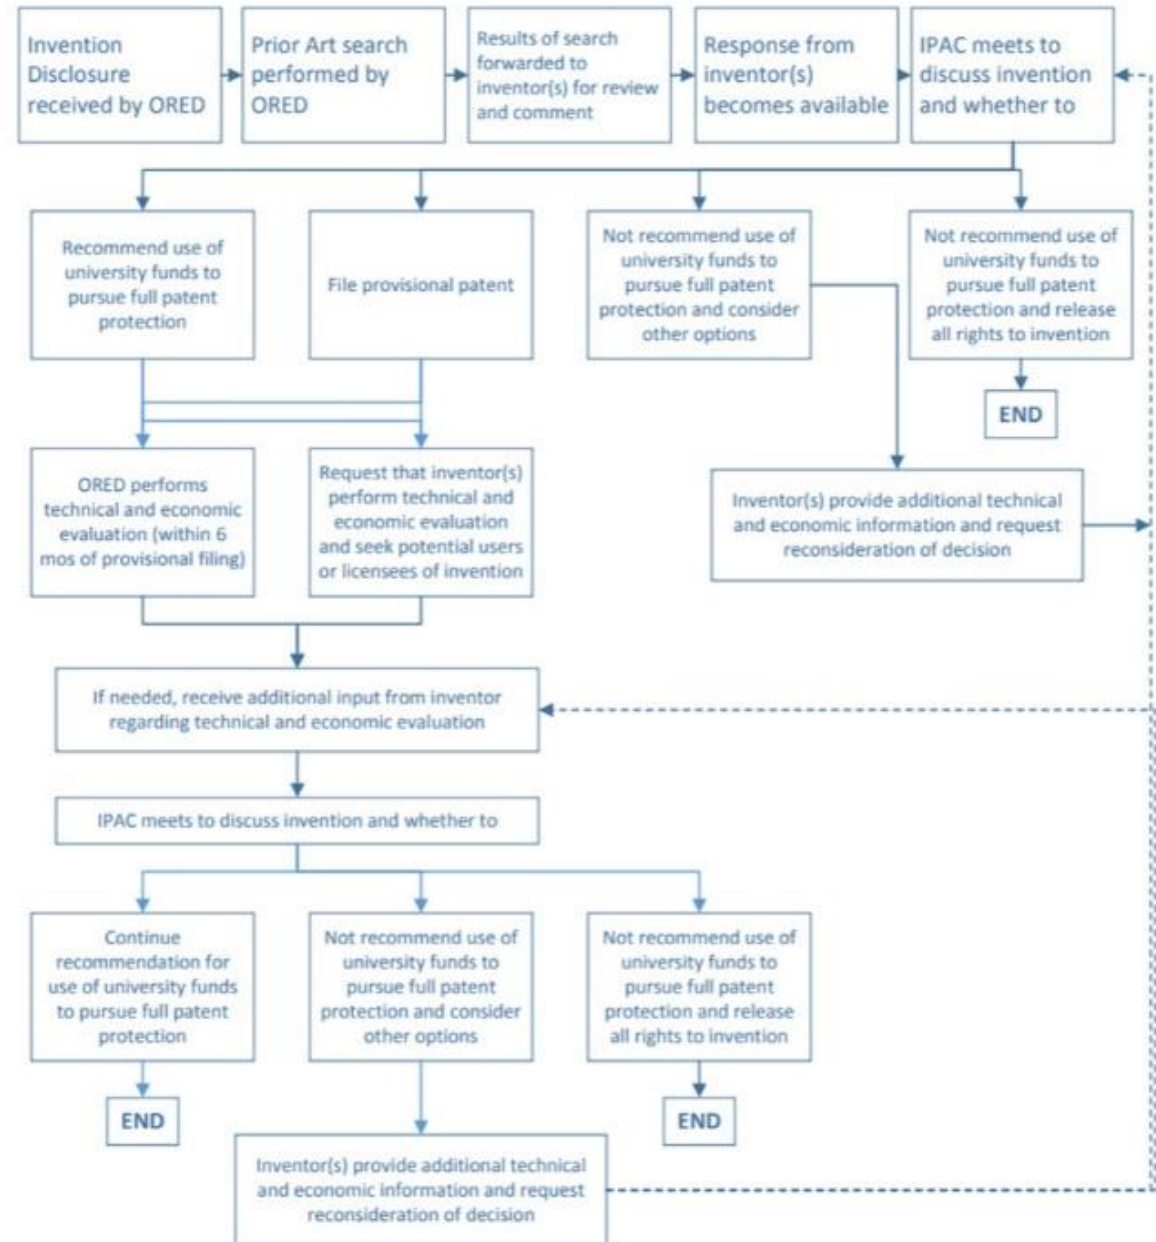 Invention
Disclosure
received by ORED
Prior Art search
performed by
ORED
Results of search
forwarded to
inventor(s) for review
and comment
Response from
inventor(s)
becomes available
IPAC meets to
discuss invention
and whether to
Recommend use of
university funds to
pursue full patent
protection
File provisional patent
Not recommend use of
university funds to
pursue full patent
protection and consider
other options
Not recommend use of
university funds to
pursue full patent
protection and release
all rights to invention
END
ORED performs
technical and economic
evaluation (within 6
mos of provisional filing)
Request that inventor(s)
perform technical and
economic evaluation
and seek potential users
or licensees of invention
Inventor(s) provide additional technical
and economic information and request
reconsideration of decision
If needed, receive additional input from inventor
regarding technical and economic evaluation
IPAC meets to discuss invention and whether to
Continue
recommendation for
use of university funds
to pursue full patent
protection
Not recommend use of
university funds to
pursue full patent
protection and consider
other options
Not recommend use of
university funds to
pursue full patent
protection and release
all rights to invention
END
END
Inventor(s) provide additional technical
and economic information and request
reconsideration of decision